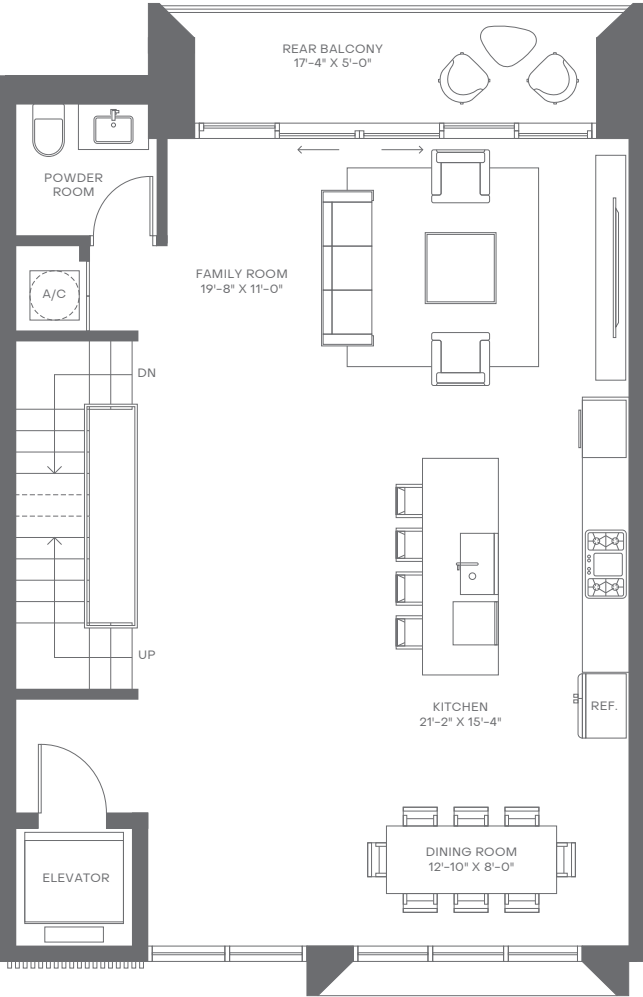 REAR BALCONY
17'-4" X 5'-0"
POWDER
ROOM
FAMILY ROOM
19'-8" X 11'-0"
A/C
DN
UP
REF.
KITCHEN
21'-2" X 15'-4"
DINING ROOM
12'-10" X 8'-0"
ELEVATOR